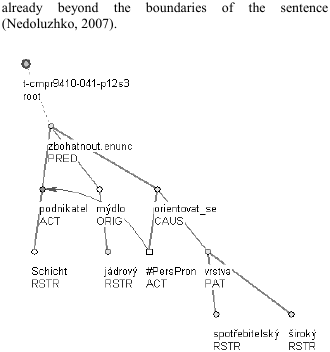 already beyond the boundaries of the sentence
(Nedoluzhko, 2007).
t-cmpr9410-041-p12s3
root
zbohatnout.enunc
PRED
podnikatel mýdlo orientovat_se
ACT ORIG CAUS
Schicht jádrový #PersPron vrstva
RSTR RSTR ACT PAT
spotřebitelský široký
RSTR RSTR